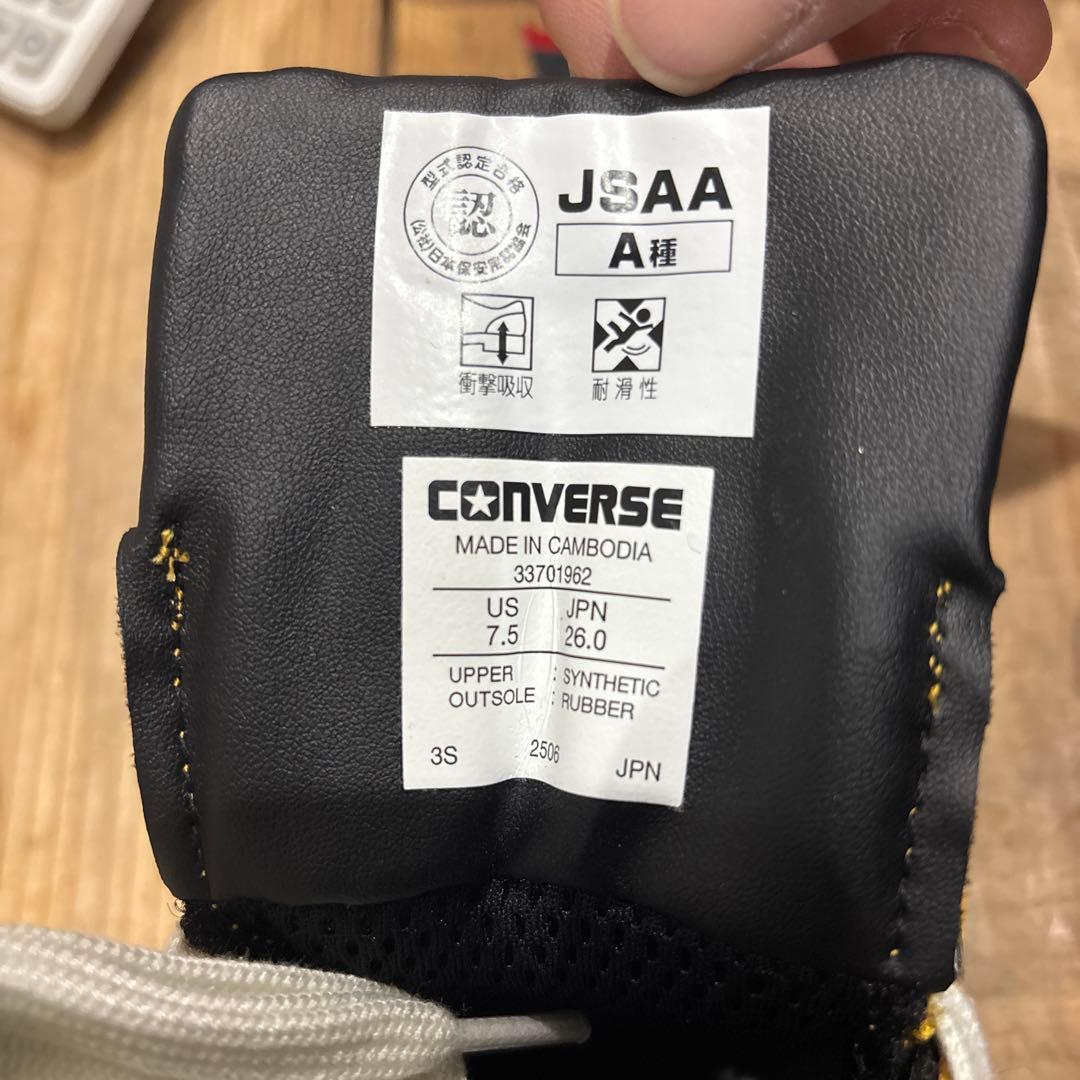 型式認定合格
認
(公社)日本保安用品協会
JSAA
A種
衝撃吸収
耐滑性
CONVERSE
MADE IN CAMBODIA
33701962
US JPN
7.5 26.0
UPPER : SYNTHETIC
OUTSOLE : RUBBER
3S 2506 JPN